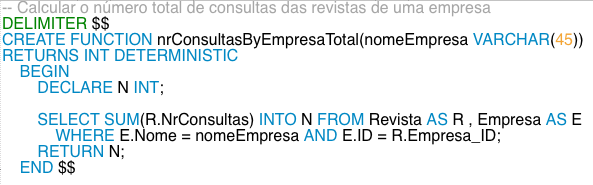 -- Calcular o número total de consultas das revistas de uma empresa
DELIMITER $$
CREATE FUNCTION nrConsultasByEmpresaTotal(nomeEmpresa VARCHAR(45))
RETURNS INT DETERMINISTIC
BEGIN
DECLARE N INT;
SELECT SUM(R.NrConsultas) INTO N FROM Revista AS R , Empresa AS E
WHERE E.Nome = nomeEmpresa AND E.ID = R.Empresa_ID;
RETURN N;
END $$